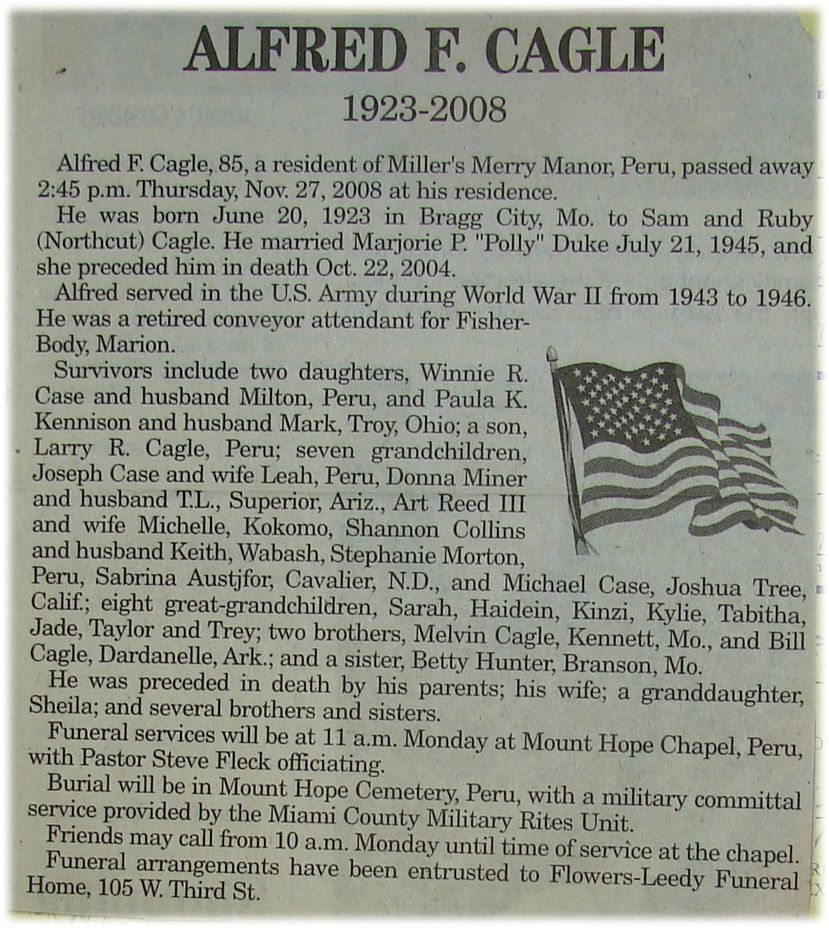 ALFRED F. CAGLE
1923-2008
Alfred F. Cagle, 85, a resident of Miller's Merry Manor, Peru, passed away
2:45 p.m. Thursday, Nov. 27, 2008 at his residence.
He was born June 20, 1923 in Bragg City, Mo. to Sam and Ruby
(Northcut) Cagle. He married Marjorie P. "Polly" Duke July 21, 1945, and
she preceded him in death Oct. 22, 2004.
Alfred served in the U.S. Army during World War II from 1943 to 1946.
He was a retired conveyor attendant for Fisher-
Body, Marion.
Survivors include two daughters, Winnie R.
Case and husband Milton, Peru, and Paula K.
Kennison and husband Mark, Troy, Ohio; a son,
Larry R. Cagle, Peru; seven grandchildren,
Joseph Case and wife Leah, Peru, Donna Miner
and husband T.L., Superior, Ariz., Art Reed III
and wife Michelle, Kokomo, Shannon Collins
and husband Keith, Wabash, Stephanie Morton,
Peru, Sabrina Austjfor, Cavalier, N.D., and Michael Case, Joshua Tree,
Calif.; eight great-grandchildren, Sarah, Haidein, Kinzi, Kylie, Tabitha,
Jade, Taylor and Trey; two brothers, Melvin Cagle, Kennett, Mo., and Bill
Cagle, Dardanelle, Ark.; and a sister, Betty Hunter, Branson, Mo.
He was preceded in death by his parents; his wife; a granddaughter,
Sheila; and several brothers and sisters.
Funeral services will be at 11 a.m. Monday at Mount Hope Chapel, Peru,
with Pastor Steve Fleck officiating.
Burial will be in Mount Hope Cemetery, Peru, with a military committal
service provided by the Miami County Military Rites Unit.
Friends may call from 10 a.m. Monday until time of service at the chapel.
Funeral arrangements have been entrusted to Flowers-Leedy Funeral
Home, 105 W. Third St.